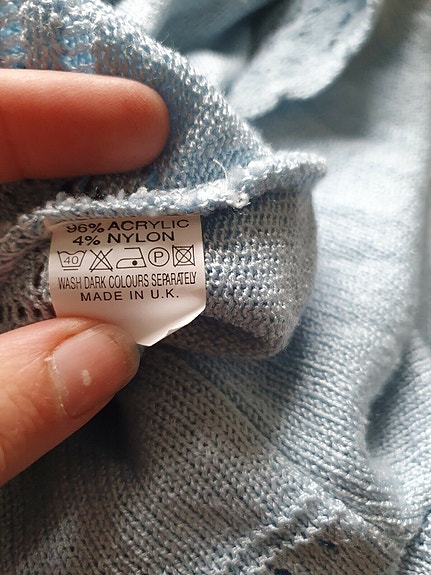 96% ACRYLIC
4% NYLON
40 P
WASH DARK COLOURS SEPARATELY
MADE IN U.K.